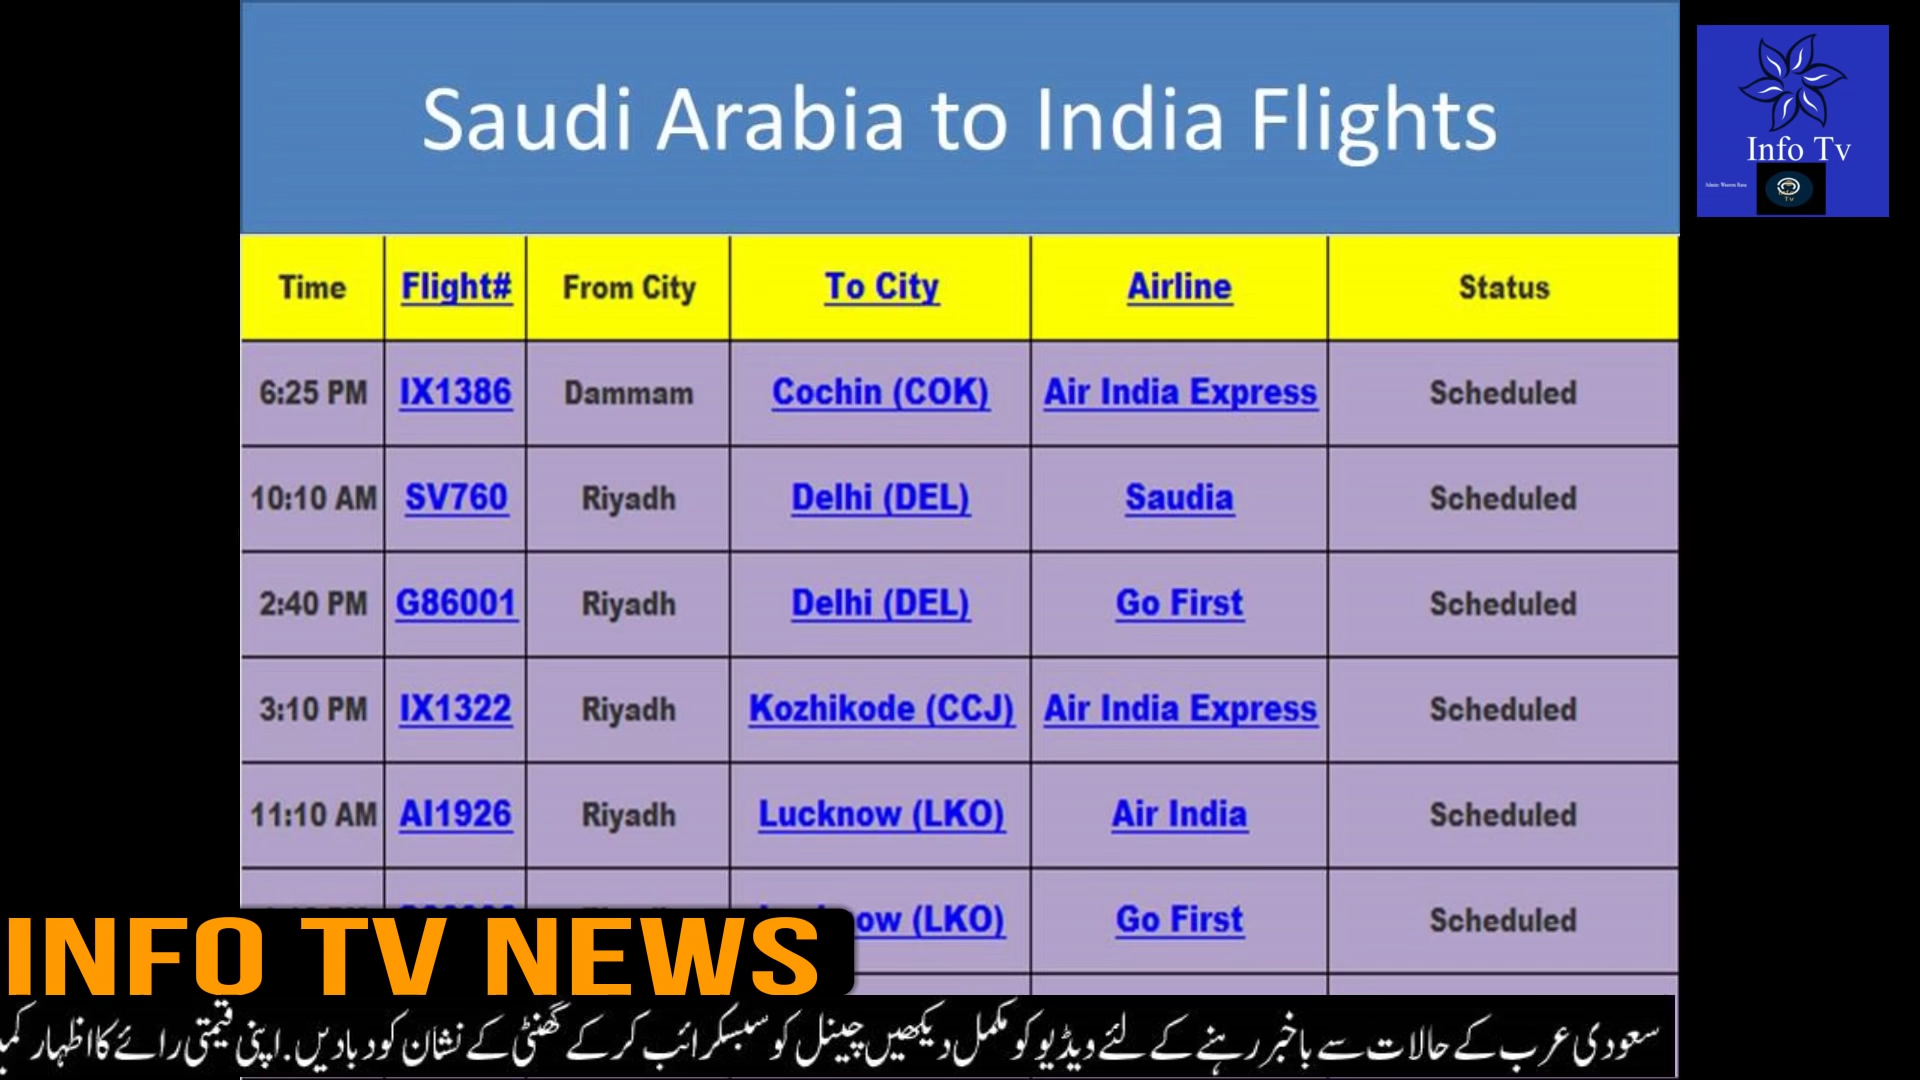 Saudi Arabia to India Flights
Info Tv
Time Flight# From City To City Airline Status
6:25 PM IX1386 Dammam Cochin (COK) Air India Express Scheduled
10:10 AM SV760 Riyadh Delhi (DEL) Saudia Scheduled
2:40 PM G86001 Riyadh Delhi (DEL) Go First Scheduled
3:10 PM IX1322 Riyadh Kozhikode (CCJ) Air India Express Scheduled
11:10 AM AI1926 Riyadh Lucknow (LKO) Air India Scheduled
(LKO) Go First Scheduled
INFO TV NEWS
سعودی عرب کے حالات سے باخبر رہنے کے لئے ویڈیو کو مکمل دیکھیں چینل کو سبسکرائب کر کے گھنٹی کے نشان کو دبادیں. اپنی قیمتی رائے کا اظہار